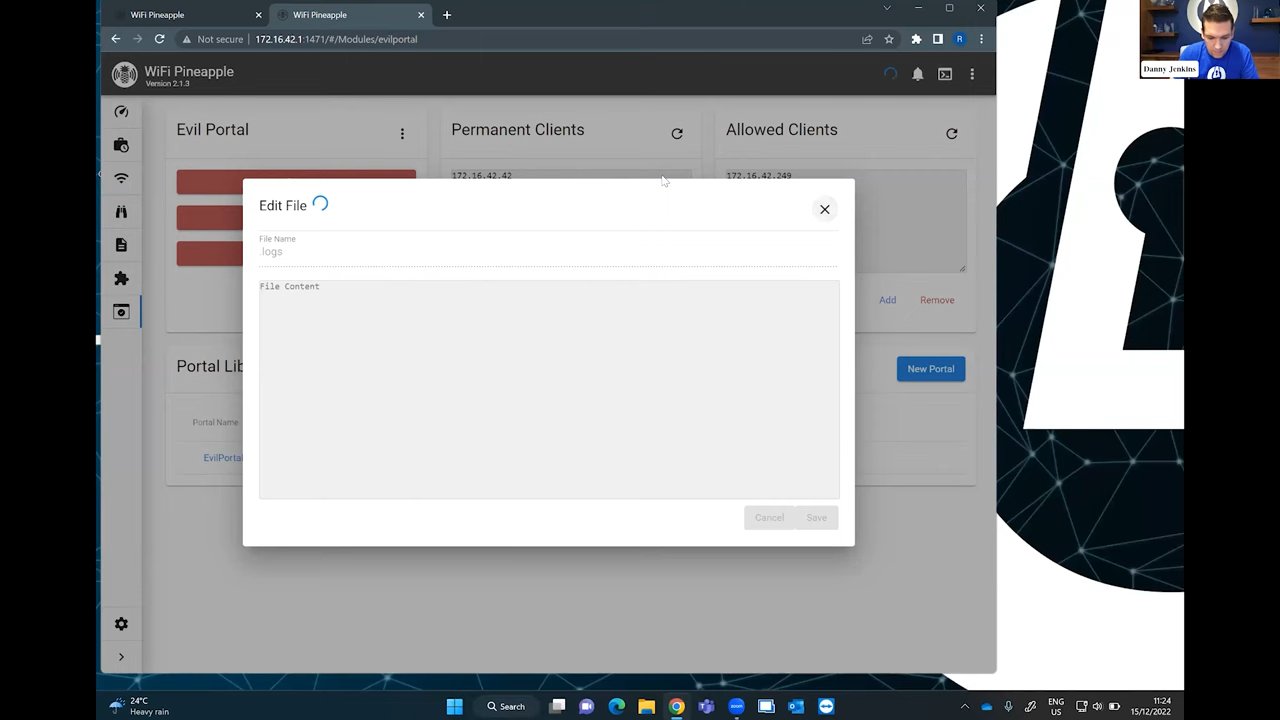 WiFi Pineapple
WiFi Pineapple
Not secure
172.16.42.1:1471/#/Modules/evilportal
R
WiFi Pineapple
Version 2.1.3
Evil Portal
Permanent Clients
Allowed Clients
172.16.42.42
172.16.42.249
Edit File
File Name
.logs
File Content
Add
Remove
Portal Lib
New Portal
Portal Name
EvilPortal
Cancel
Save
Danny Jenkins
24°C
Heavy rain
Search
ENG
US
11:24
15/12/2022